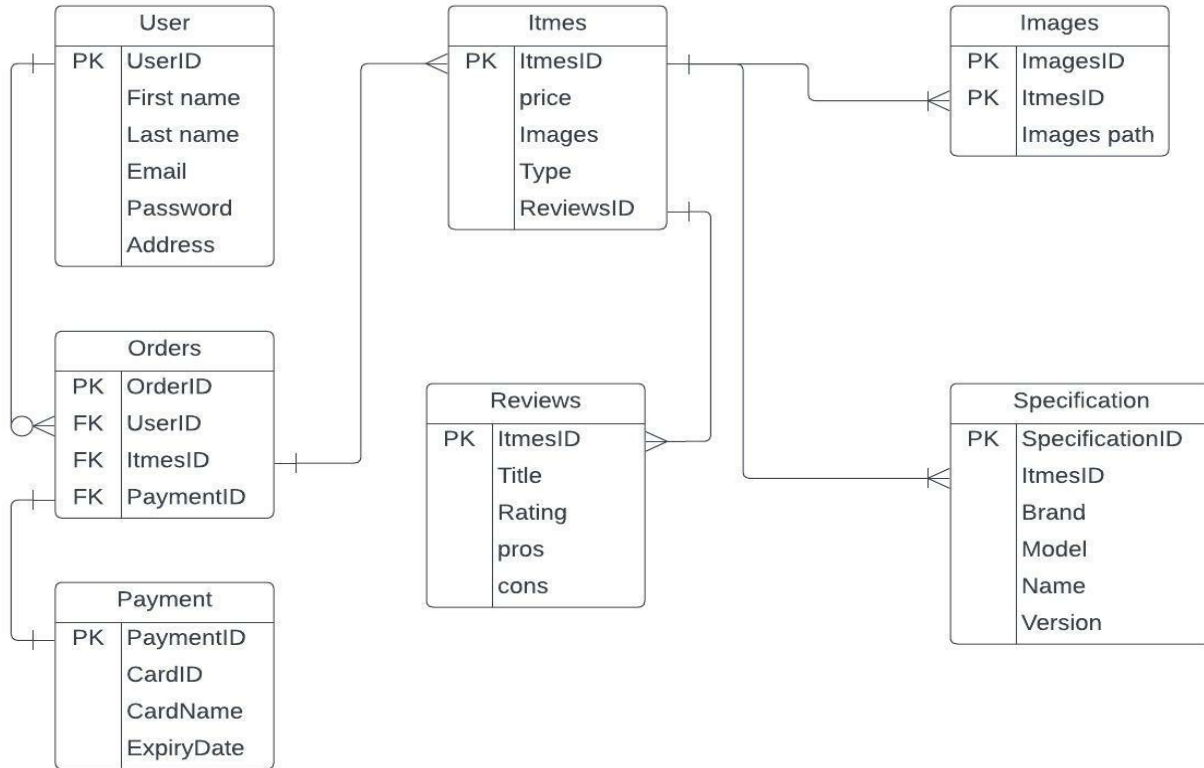 User
PK UserID
First name
Last name
Email
Password
Address
Itmes
PK ItmesID
price
Images
Type
ReviewsID
Images
PK ImagesID
PK ItmesID
Images path
Orders
PK OrderID
FK UserID
FK ItmesID
FK PaymentID
Reviews
PK ItmesID
Title
Rating
pros
cons
Specification
PK SpecificationID
ItmesID
Brand
Model
Name
Version
Payment
PK PaymentID
CardID
CardName
ExpiryDate